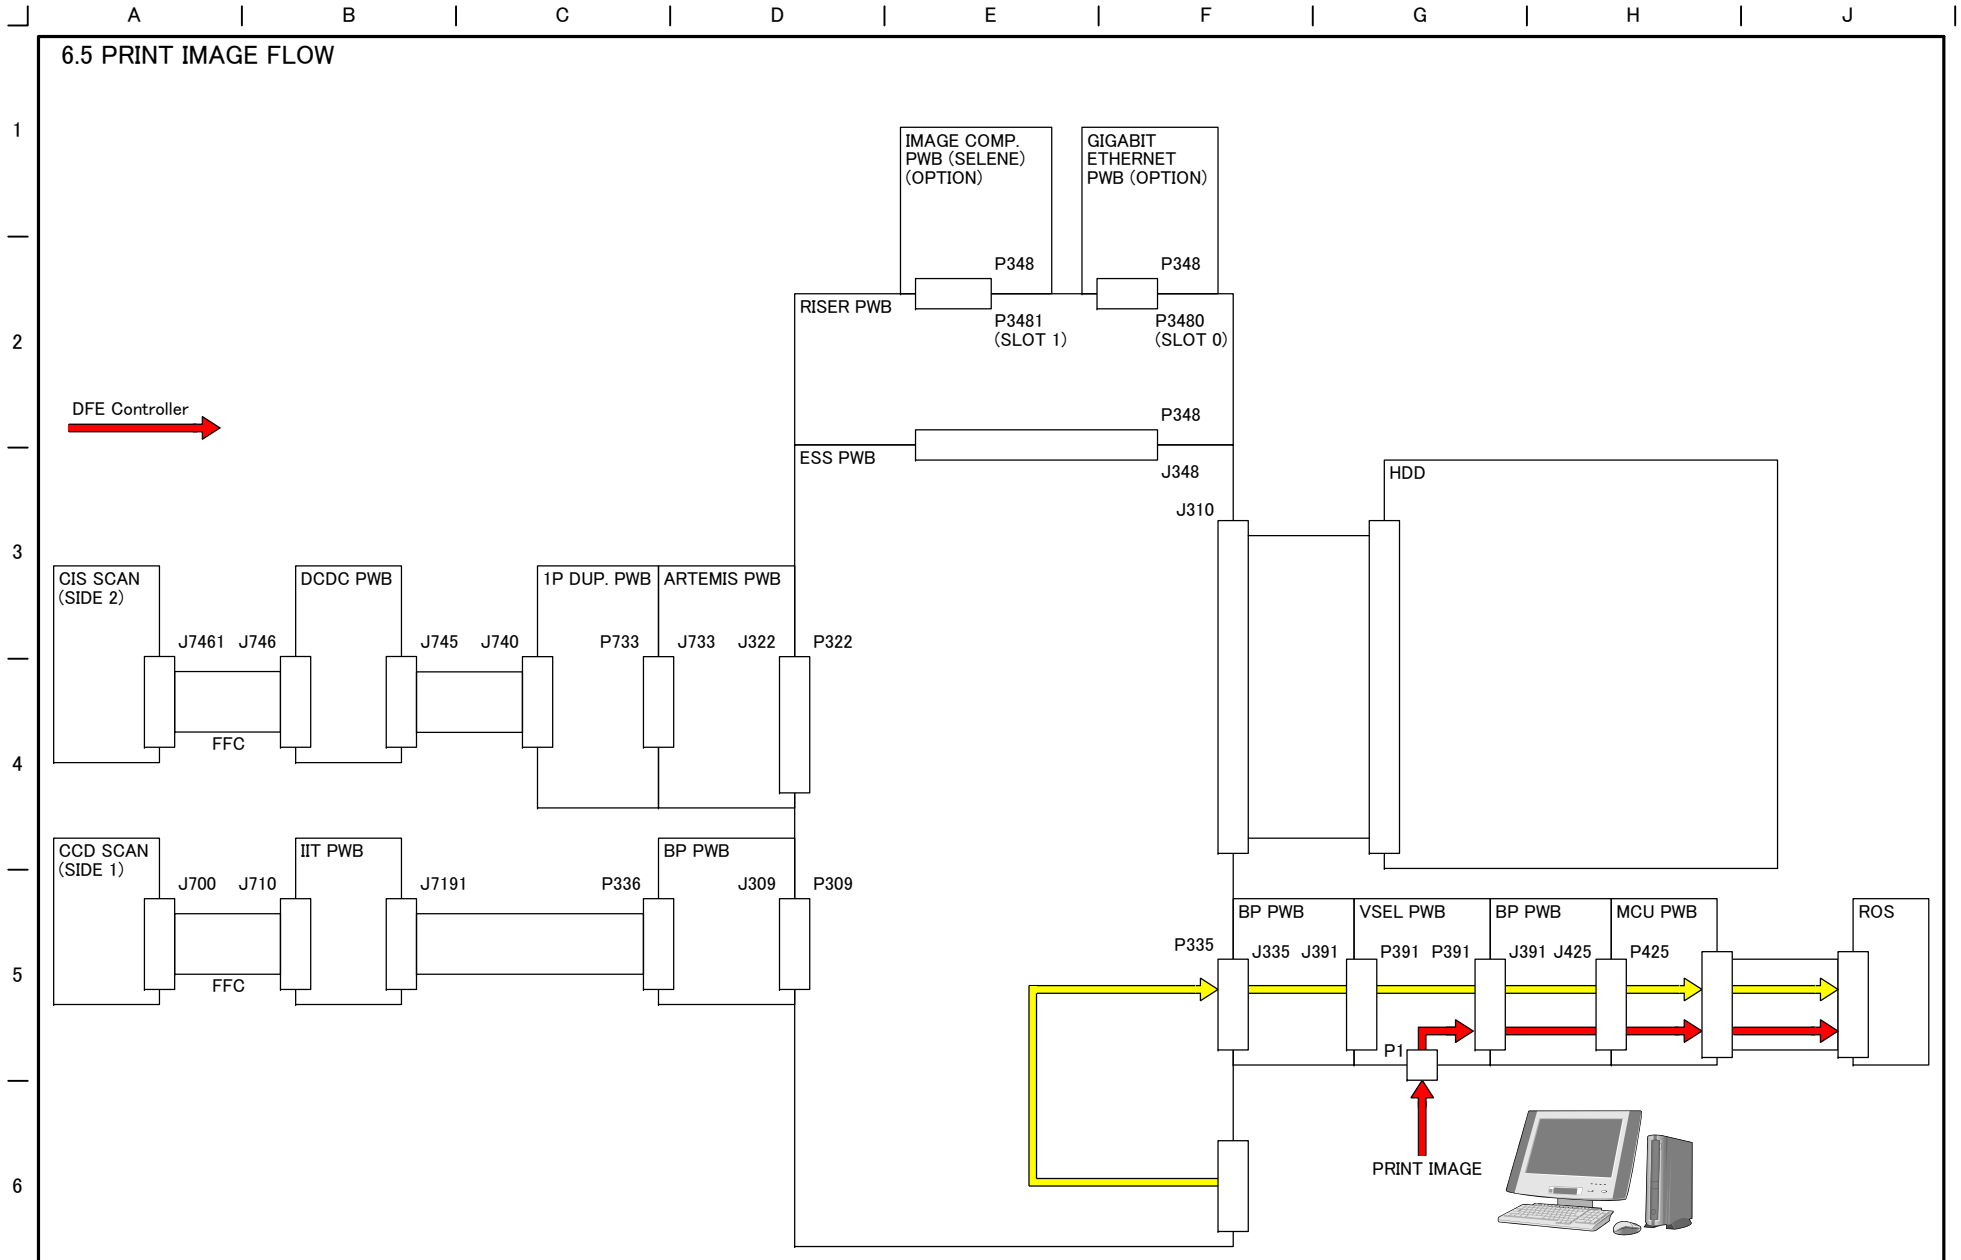 A B C D E F G H J
6.5 PRINT IMAGE FLOW
1
IMAGE COMP.
PWB (SELENE)
(OPTION)
GIGABIT
ETHERNET
PWB (OPTION)
P348
P348
RISER PWB
P3481
(SLOT 1)
P3480
(SLOT 0)
2
DFE Controller
P348
ESS PWB
J348
HDD
J310
3
CIS SCAN
(SIDE 2)
DCDC PWB
1P DUP. PWB
ARTEMIS PWB
J7461 J746
J745 J740
P733 J733
J322 P322
FFC
4
CCD SCAN
(SIDE 1)
IIT PWB
BP PWB
J700 J710
J7191
P336
J309 P309
FFC
BP PWB
VSEL PWB
BP PWB
MCU PWB
ROS
P335 J335
J391 P391
P391 J391
J425 P425
5
P1
PRINT IMAGE
6